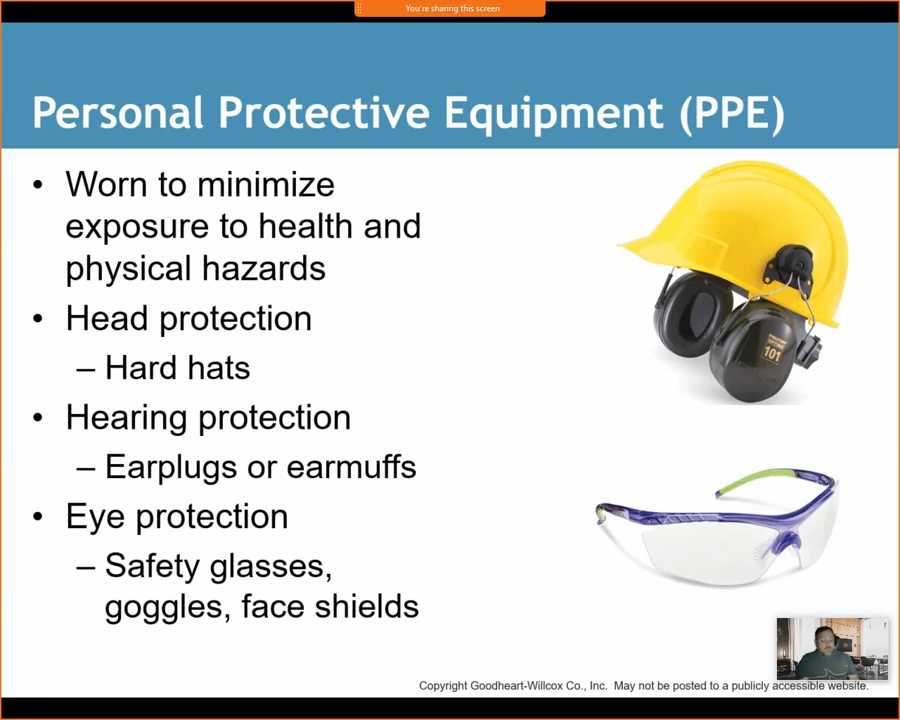 You're sharing this screen
Personal Protective Equipment (PPE)
• Worn to minimize
exposure to health and
physical hazards
• Head protection
– Hard hats
• Hearing protection
– Earplugs or earmuffs
• Eye protection
– Safety glasses,
goggles, face shields
101
Copyright Goodheart-Willcox Co., Inc. May not be posted to a publicly accessible website.